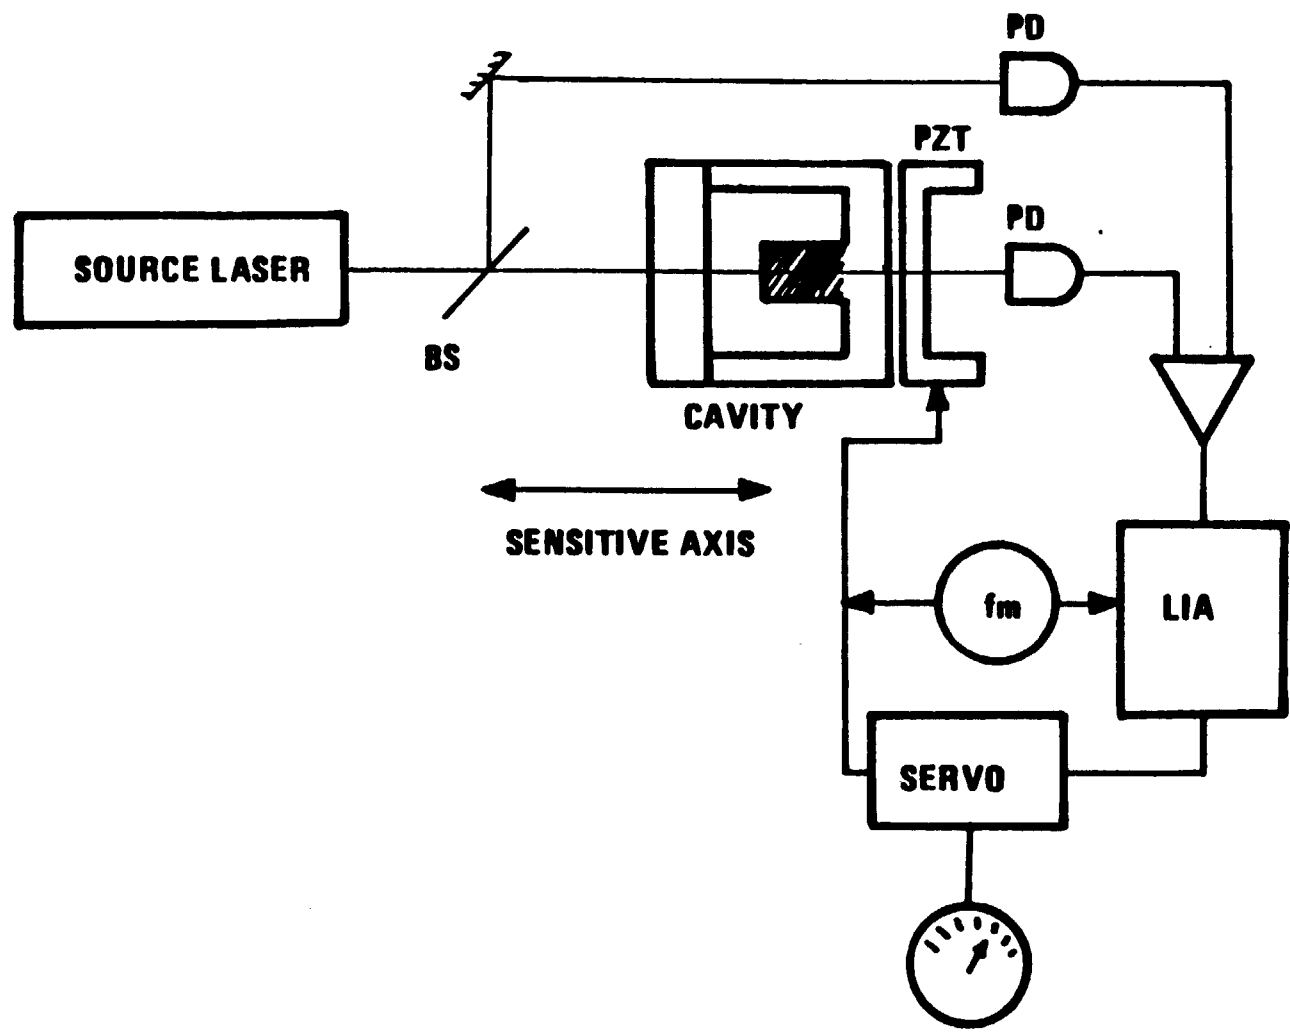 PD
PZT
PD
SOURCE LASER
BS
CAVITY
SENSITIVE AXIS
fm
LIA
SERVO